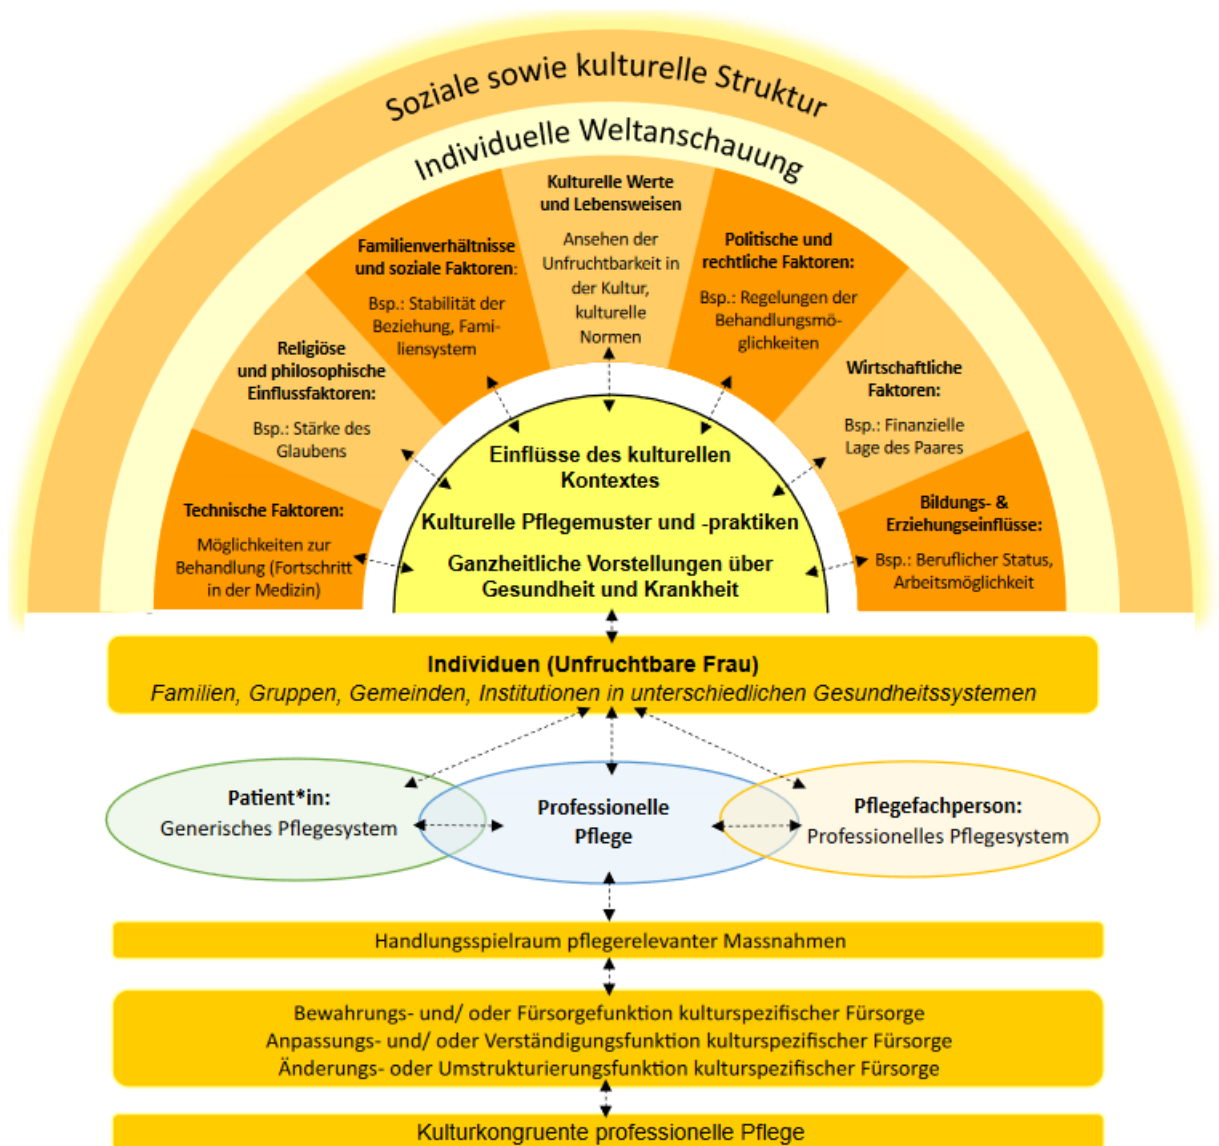 Soziale sowie kulturelle Struktur
Individuelle Weltanschauung
Technische Faktoren:
Möglichkeiten zur
Behandlung (Fortschritt
in der Medizin)
Religiöse
und philosophische
Einflussfaktoren:
Bsp.: Stärke des
Glaubens
Familienverhältnisse
und soziale Faktoren:
Bsp.: Stabilität der
Beziehung, Fami-
liensystem
Kulturelle Werte
und Lebensweisen
Ansehen der
Unfruchtbarkeit in
der Kultur,
kulturelle
Normen
Politische und
rechtliche Faktoren:
Bsp.: Regelungen der
Behandlungsmö-
glichkeiten
Wirtschaftliche
Faktoren:
Bsp.: Finanzielle
Lage des Paares
Bildungs- &
Erziehungseinflüsse:
Bsp.: Beruflicher Status,
Arbeitsmöglichkeit
Einflüsse des kulturellen
Kontextes
Kulturelle Pflegemuster und -praktiken
Ganzheitliche Vorstellungen über
Gesundheit und Krankheit
Individuen (Unfruchtbare Frau)
Familien, Gruppen, Gemeinden, Institutionen in unterschiedlichen Gesundheitssystemen
Patient*in:
Generisches Pflegesystem
Professionelle
Pflege
Pflegefachperson:
Professionelles Pflegesystem
Handlungsspielraum pflegerelevanter Massnahmen
Bewahrungs- und/ oder Fürsorgefunktion kulturspezifischer Fürsorge
Anpassungs- und/ oder Verständigungsfunktion kulturspezifischer Fürsorge
Änderungs- oder Umstrukturierungsfunktion kulturspezifischer Fürsorge
Kulturkongruente professionelle Pflege